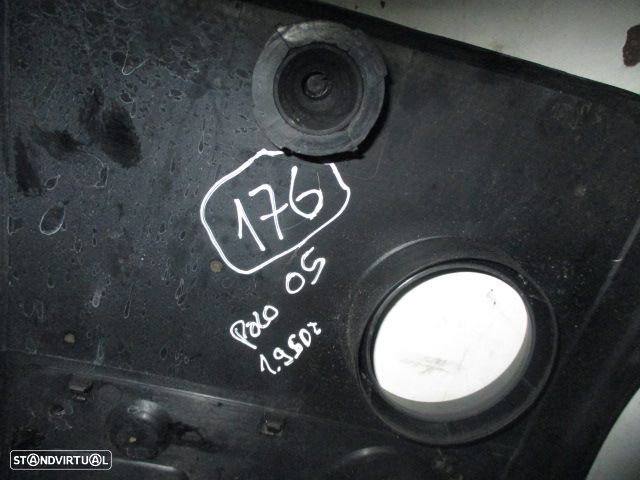 176
POLO 05
1.9SDI
STANDVIRTUAL